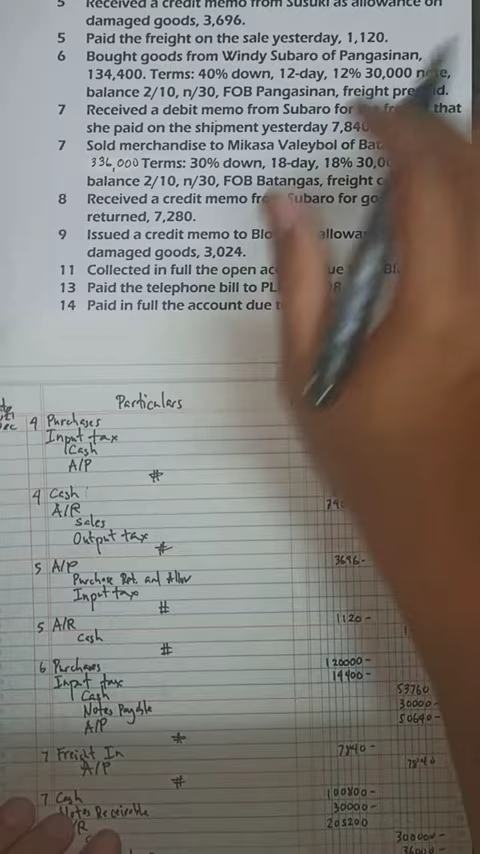 5 Received a credit memo from Susuki as allowance on
damaged goods, 3,696.
5 Paid the freight on the sale yesterday, 1,120.
6 Bought goods from Windy Subaro of Pangasinan,
134,400. Terms: 40% down, 12-day, 12% 30,000
balance 2/10, n/30, FOB Pangasinan, freight
7 Received a debit memo from Subaro for that
she paid on the shipment yesterday 7,840
7 Sold merchandise to Mikasa Valeybol of
336,000 Terms: 30% down, 18-day, 18%
balance 2/10, n/30, FOB Batangas, freight
8 Received a credit memo Subaro for
returned, 7,280.
9 Issued a credit memo to
damaged goods, 3,024.
11 Collected in full the open
13 Paid the telephone bill to
14 Paid in full the account due
Particulars
4 Purchases
Input tax
Cash
A/P
#
4 Cash
A/R
Sales
Output tax
#
5 A/P 3696-
Purchase Ret. and Allow
Input tax
#
5 A/R 1120-
Cash
#
6 Purchases 120000-
Input tax 14400-
Cash 53760
Notes Payable 30000-
A/P 50640-
#
7 Freight In 7840-
A/P 7840
#
7 Cash 100800-
Notes Receivable 30000-
A/R 205200
300000-
36000